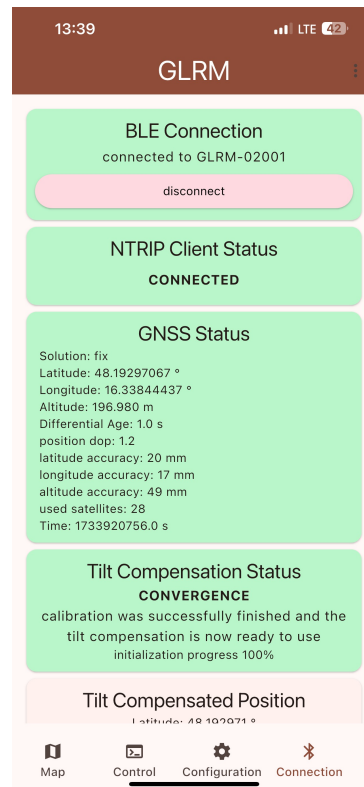 13:39
LTE 42
GLRM
BLE Connection
connected to GLRM-02001
disconnect
NTRIP Client Status
CONNECTED
GNSS Status
Solution: fix
Latitude: 48.19297067 °
Longitude: 16.33844437 °
Altitude: 196.980 m
Differential Age: 1.0 s
position dop: 1.2
latitude accuracy: 20 mm
longitude accuracy: 17 mm
altitude accuracy: 49 mm
used satellites: 28
Time: 1733920756.0 s
Tilt Compensation Status
CONVERGENCE
calibration was successfully finished and the
tilt compensation is now ready to use
initialization progress 100%
Tilt Compensated Position
Latitude: 48.192971 °
Map Control Configuration Connection